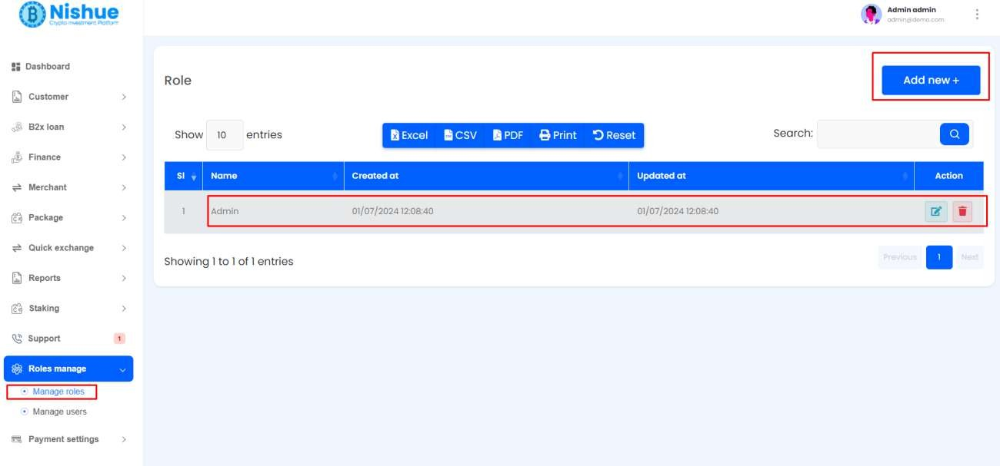 Nishue
Crypto Investment Platform
Admin admin
admin@demo.com
Dashboard
Customer
B2x loan
Finance
Merchant
Package
Quick exchange
Reports
Staking
Support 1
Roles manage
Manage roles
Manage users
Payment settings
Role
Add new +
Show 10 entries
Excel CSV PDF Print Reset
Search:
Sl Name Created at Updated at Action
1 Admin 01/07/2024 12:08:40 01/07/2024 12:08:40
Showing 1 to 1 of 1 entries
Previous 1 Next